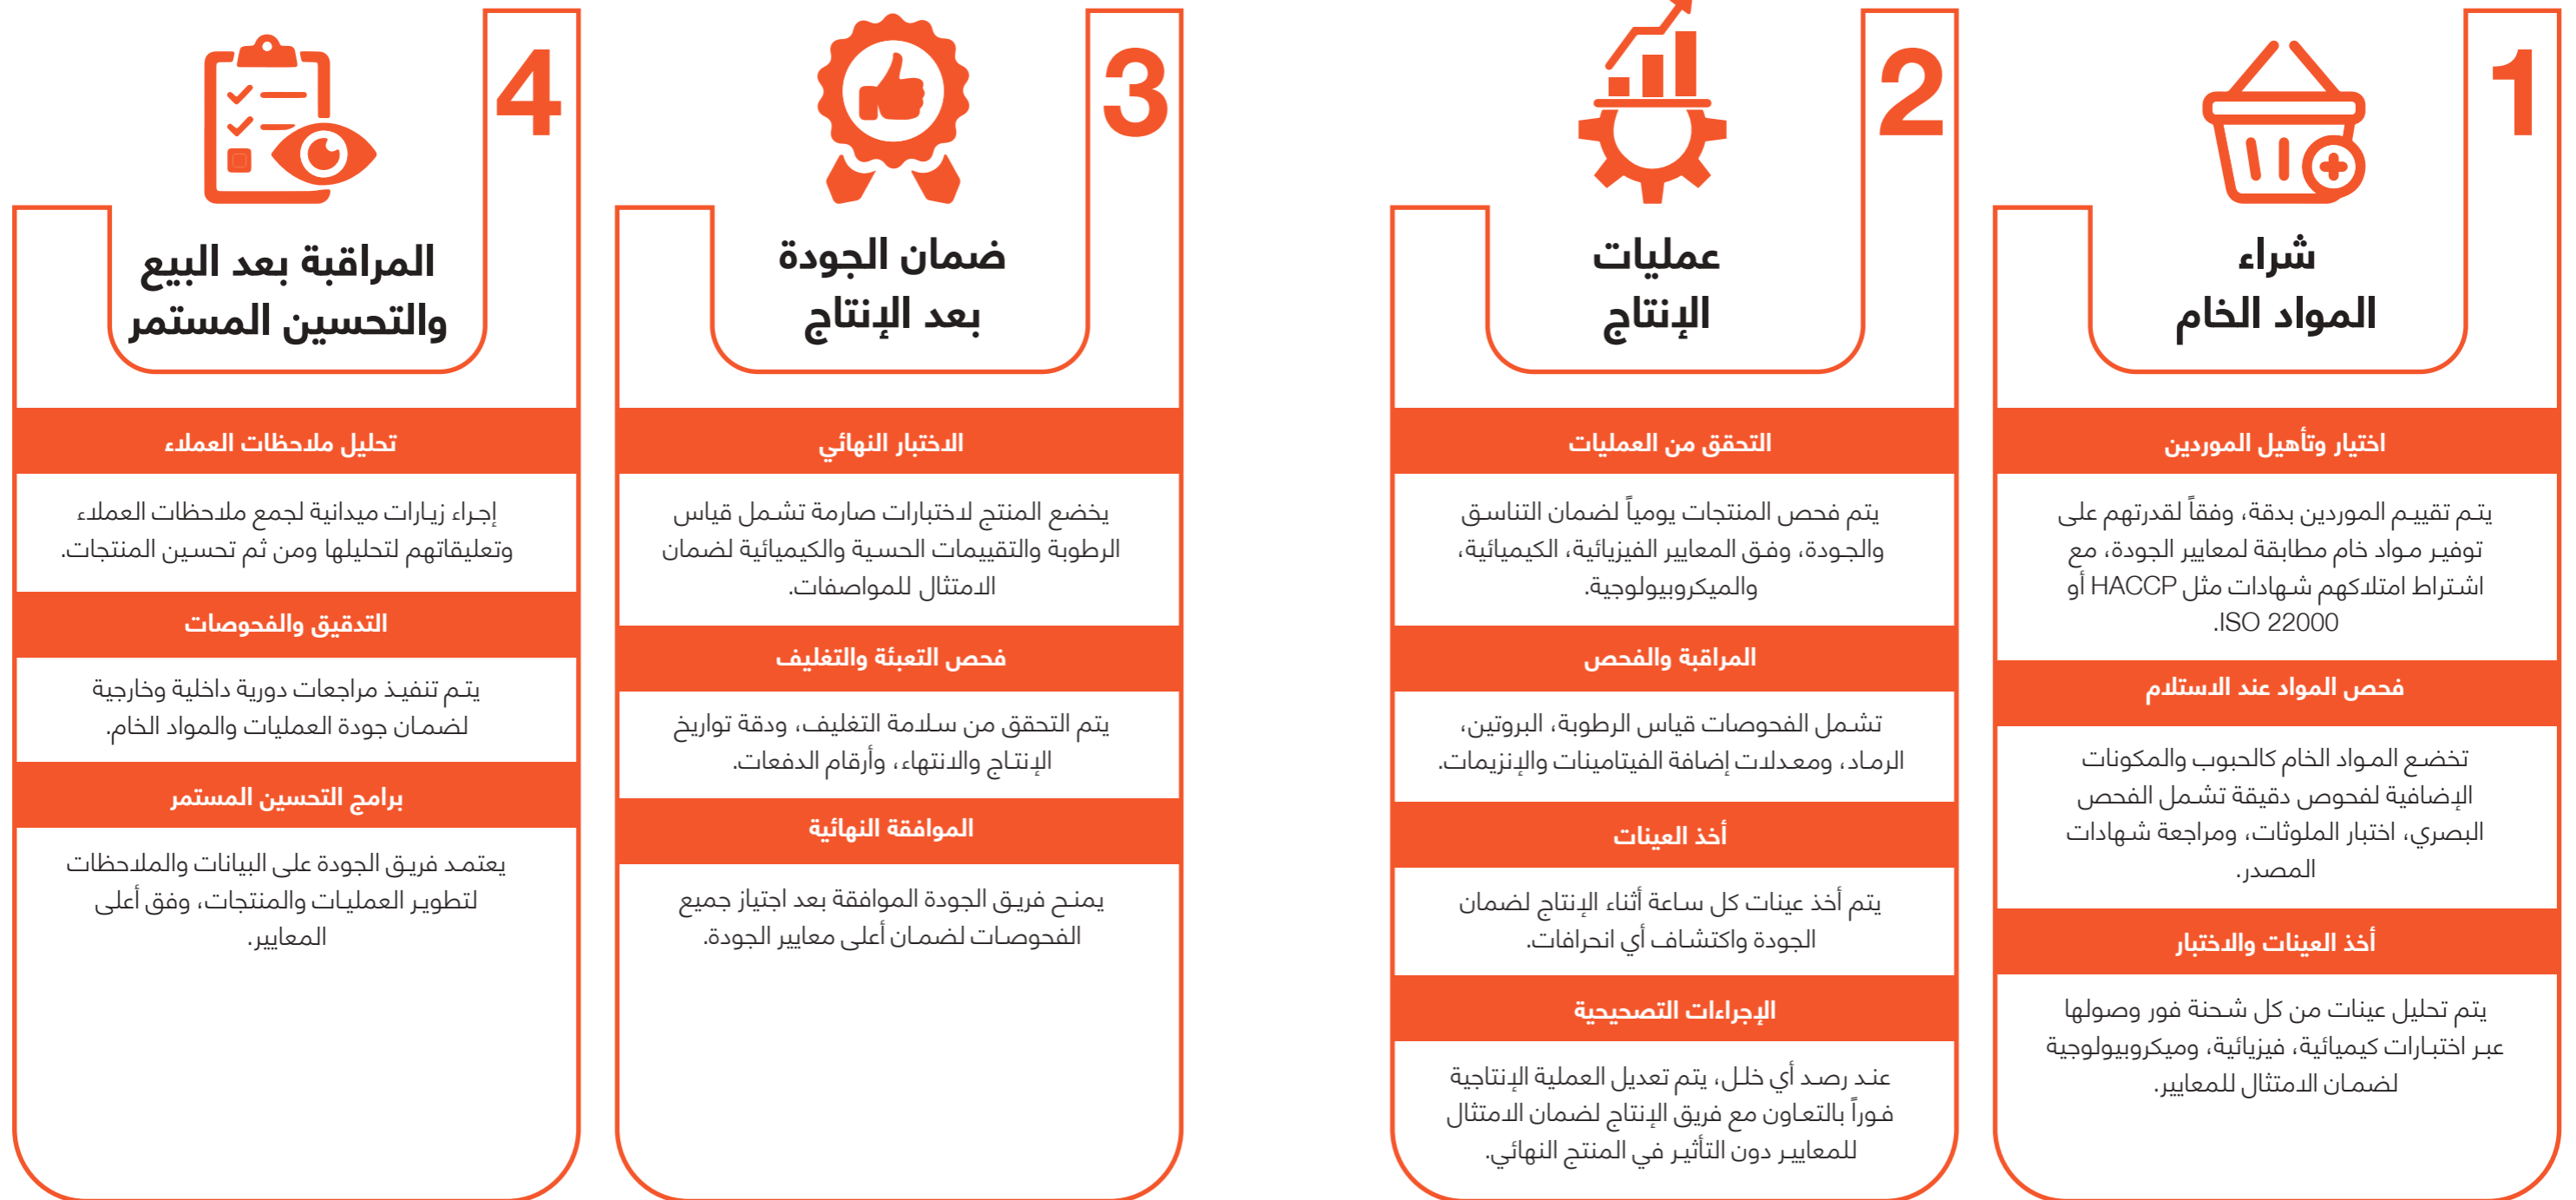 1
شراء
المواد الخام
اختيار وتأهيل الموردين
يتم تقييم الموردين بدقة، وفقاً لقدرتهم على
توفير مواد خام مطابقة لمعايير الجودة، مع
اشتراط امتلاكهم شهادات مثل HACCP أو
ISO 22000.
فحص المواد عند الاستلام
تخضع المواد الخام كالحبوب والمكونات
الإضافية لفحوص دقيقة تشمل الفحص
البصري، اختبار الملوثات، ومراجعة شهادات
المصدر.
أخذ العينات والاختبار
يتم تحليل عينات من كل شحنة فور وصولها
عبر اختبارات كيميائية، فيزيائية، وميكروبيولوجية
لضمان الامتثال للمعايير.
2
عمليات
الإنتاج
التحقق من العمليات
يتم فحص المنتجات يومياً لضمان التناسق
والجودة، وفق المعايير الفيزيائية، الكيميائية،
والميكروبيولوجية.
المراقبة والفحص
تشمل الفحوصات قياس الرطوبة، البروتين،
الرماد، ومعدلات إضافة الفيتامينات والإنزيمات.
أخذ العينات
يتم أخذ عينات كل ساعة أثناء الإنتاج لضمان
الجودة واكتشاف أي انحرافات.
الإجراءات التصحيحية
عند رصد أي خلل، يتم تعديل العملية الإنتاجية
فوراً بالتعاون مع فريق الإنتاج لضمان الامتثال
للمعايير دون التأثير في المنتج النهائي.
3
ضمان الجودة
بعد الإنتاج
الاختبار النهائي
يخضع المنتج لاختبارات صارمة تشمل قياس
الرطوبة والتقييمات الحسية والكيميائية لضمان
الامتثال للمواصفات.
فحص التعبئة والتغليف
يتم التحقق من سلامة التغليف، ودقة تواريخ
الإنتاج والانتهاء، وأرقام الدفعات.
الموافقة النهائية
يمنح فريق الجودة الموافقة بعد اجتياز جميع
الفحوصات لضمان أعلى معايير الجودة.
4
المراقبة بعد البيع
والتحسين المستمر
تحليل ملاحظات العملاء
إجراء زيارات ميدانية لجمع ملاحظات العملاء
وتعليقاتهم لتحليلها ومن ثم تحسين المنتجات.
التدقيق والفحوصات
يتم تنفيذ مراجعات دورية داخلية وخارجية
لضمان جودة العمليات والمواد الخام.
برامج التحسين المستمر
يعتمد فريق الجودة على البيانات والملاحظات
لتطوير العمليات والمنتجات، وفق أعلى
المعايير.